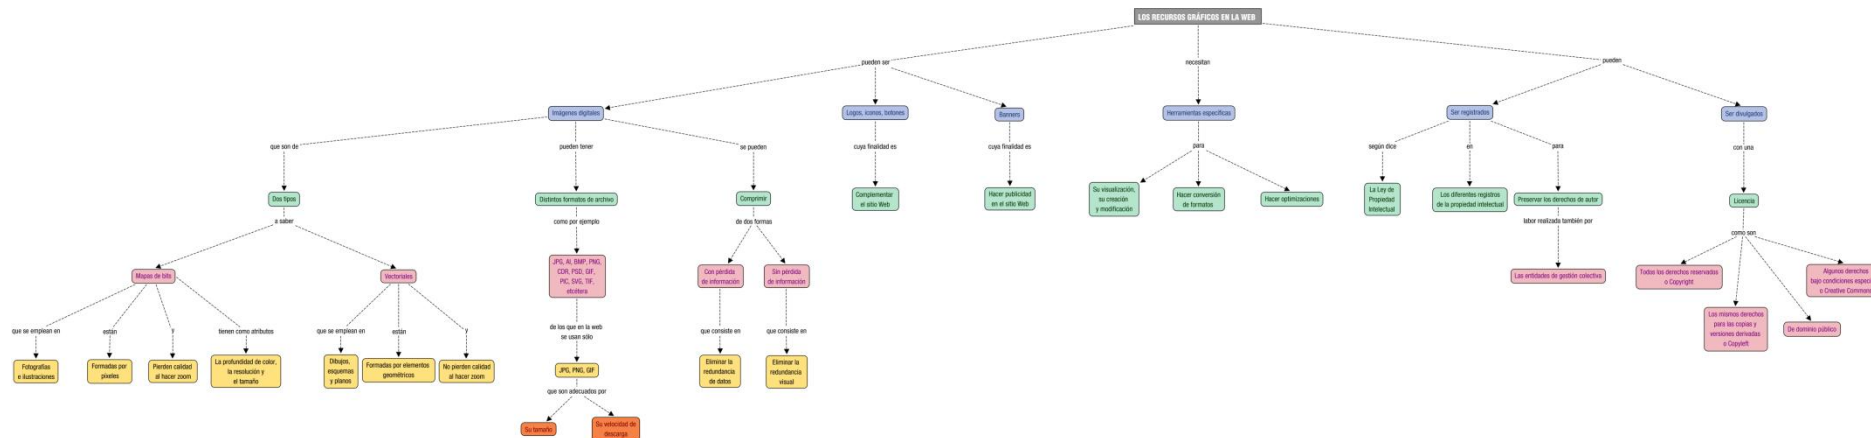 LOS RECURSOS GRÁFICOS EN LA WEB
pueden ser
necesitan
pueden
Imágenes digitales
Logos, iconos, botones
Banners
Herramientas específicas
Ser registrados
Ser divulgados
que son de
pueden tener
se pueden
cuya finalidad es
cuya finalidad es
para
según dice
en
para
con una
Dos tipos
Distintos formatos de archivo
Comprimir
Complementar
el sitio Web
Hacer publicidad
en el sitio Web
Su visualización,
su creación
y modificación
Hacer conversión
de formatos
Hacer optimizaciones
La Ley de
Propiedad
Intelectual
Los diferentes registros
de la propiedad intelectual
Preservar los derechos de autor
Licencia
a saber
como por ejemplo
de dos formas
labor realizada también por
como son
Mapas de bits
Vectoriales
JPG, AI, BMP, PNG,
CDR, PSD, GIF,
PIC, SVG, TIF,
etcétera
Con pérdida
de información
Sin pérdida
de información
Las entidades de gestión colectiva
Todos los derechos reservados
o Copyright
Los mismos derechos
para las copias y
versiones derivadas
o Copyleft
De dominio público
Algunos derechos
bajo condiciones especi
o Creative Common
que se emplean en
están
y
tienen como atributos
que se emplean en
están
y
de los que en la web
se usan sólo
que consiste en
que consiste en
Fotografías
e ilustraciones
Formadas por
píxeles
Pierden calidad
al hacer zoom
La profundidad de color,
la resolución y
el tamaño
Dibujos,
esquemas
y planos
Formadas por elementos
geométricos
No pierden calidad
al hacer zoom
JPG, PNG, GIF
Eliminar la
redundancia
de datos
Eliminar la
redundancia
visual
que son adecuados por
Su tamaño
Su velocidad de
descarga